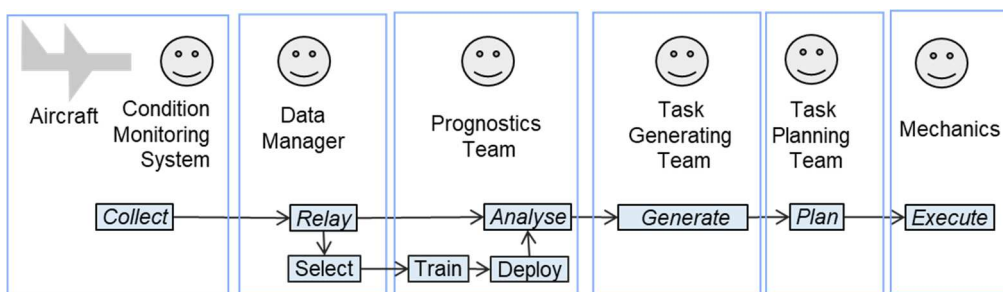 Aircraft
Condition
Monitoring
System
Data
Manager
Prognostics
Team
Task
Generating
Team
Task
Planning
Team
Mechanics
Collect
Relay
Analyse
Generate
Plan
Execute
Select
Train
Deploy